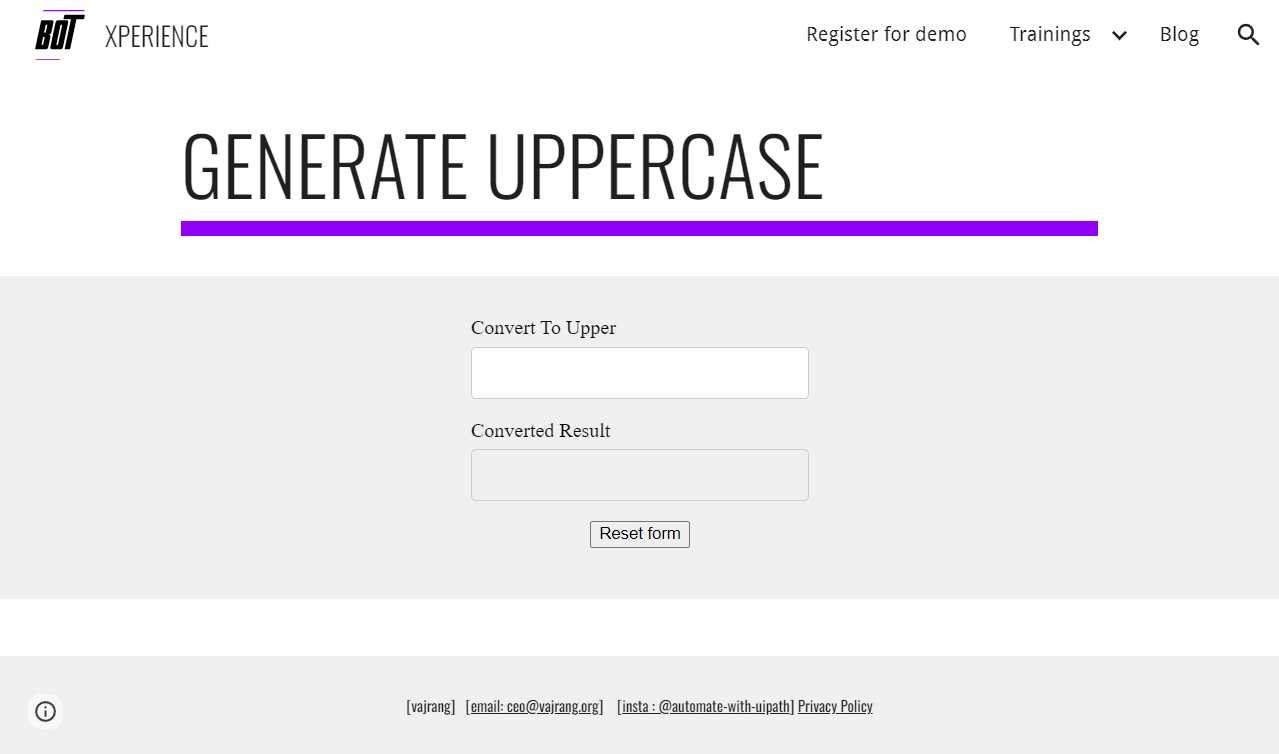 BOT XPERIENCE Register for demo Trainings Blog
GENERATE UPPERCASE
Convert To Upper
Converted Result
Reset form
[vajrang] [email: ceo@vajrang.org] [insta : @automate-with-uipath] Privacy Policy